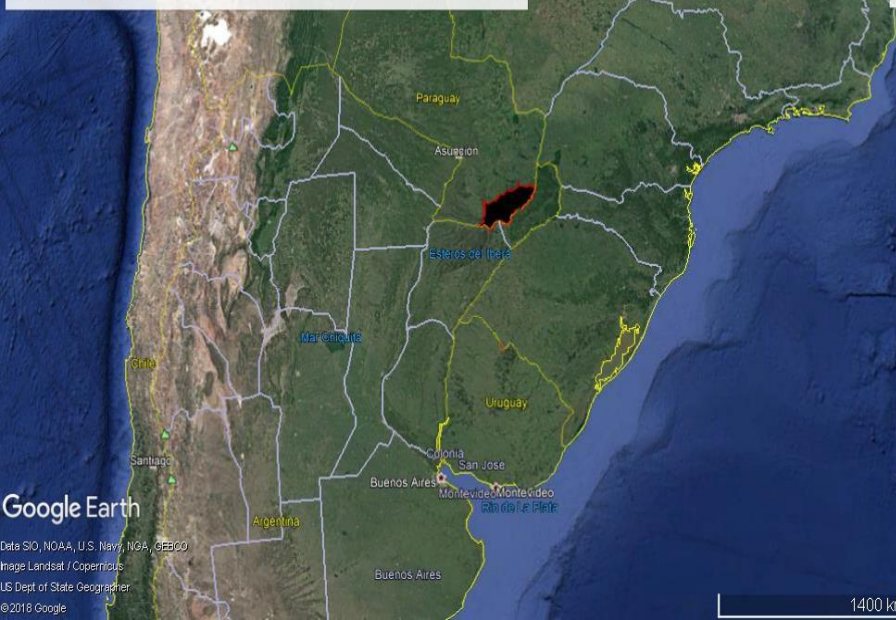 Paraguay
Asunción
Esteros del Iberá
Mar Chiquita
Chile
Uruguay
Colonia
San José
Santiago
Buenos Aires
Montevideo Montevideo
Río de La Plata
Google Earth
Argentina
Data SIO, NOAA, U.S. Navy, NGA, GEBCO
Image Landsat / Copernicus
US Dept of State Geographer
Buenos Aires
© 2018 Google
1400 km